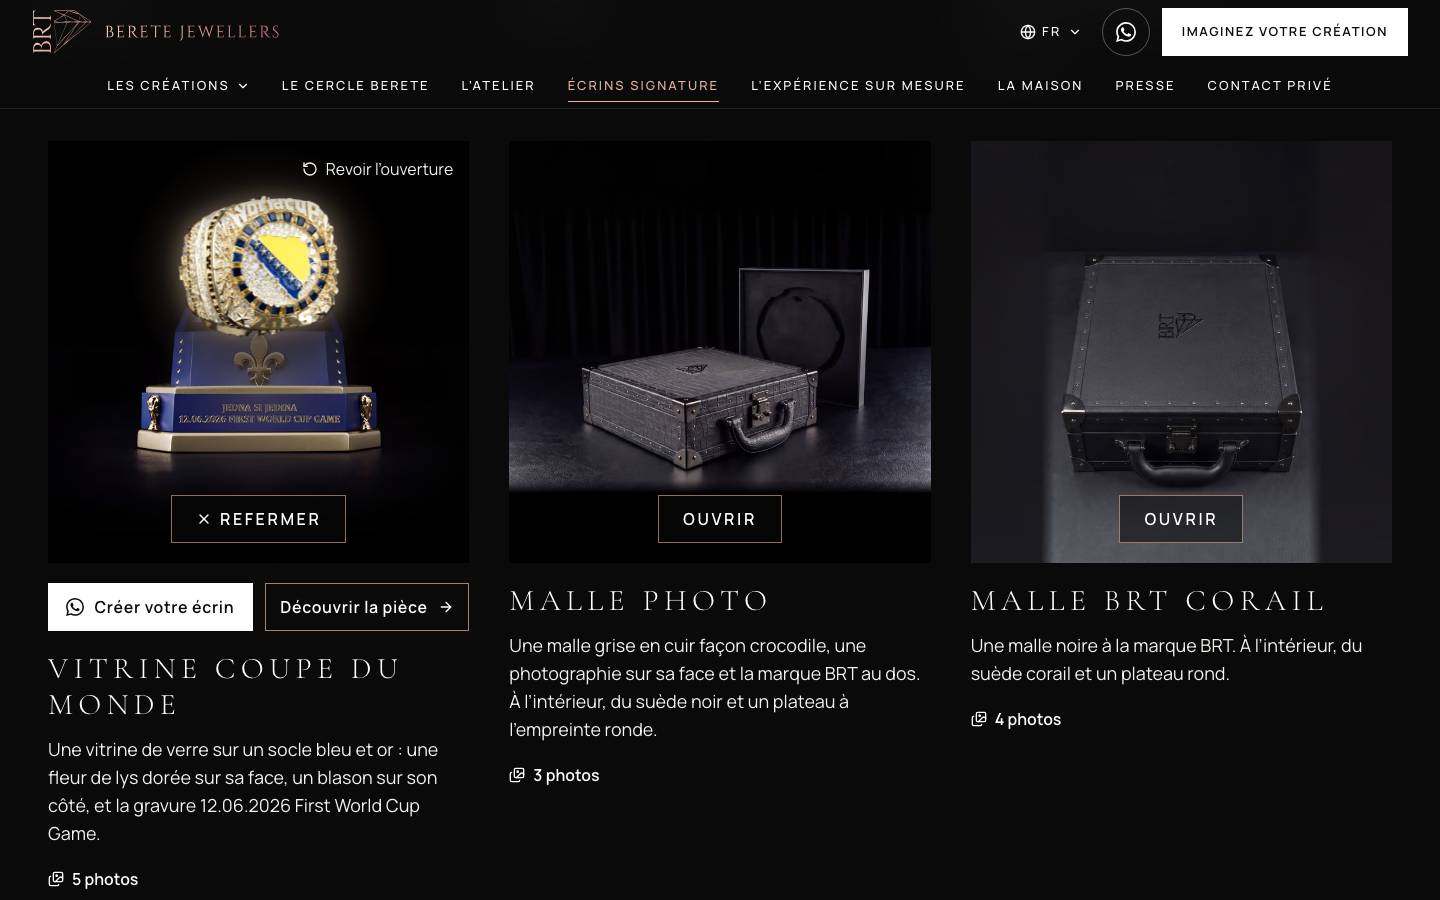 BRT
BERETE JEWELLERS
FR
IMAGINEZ VOTRE CRÉATION
LES CRÉATIONS
LE CERCLE BERETE
L'ATELIER
ÉCRINS SIGNATURE
L'EXPÉRIENCE SUR MESURE
LA MAISON
PRESSE
CONTACT PRIVÉ
Revoir l'ouverture
JEDNA SI JEDINA
12.06.2026 FIRST WORLD CUP GAME
REFERMER
Créer votre écrin
Découvrir la pièce
VITRINE COUPE DU
MONDE
Une vitrine de verre sur un socle bleu et or : une
fleur de lys dorée sur sa face, un blason sur son
côté, et la gravure 12.06.2026 First World Cup
Game.
5 photos
OUVRIR
MALLE PHOTO
Une malle grise en cuir façon crocodile, une
photographie sur sa face et la marque BRT au dos.
À l'intérieur, du suède noir et un plateau à
l'empreinte ronde.
3 photos
BRT
OUVRIR
MALLE BRT CORAIL
Une malle noire à la marque BRT. À l'intérieur, du
suède corail et un plateau rond.
4 photos